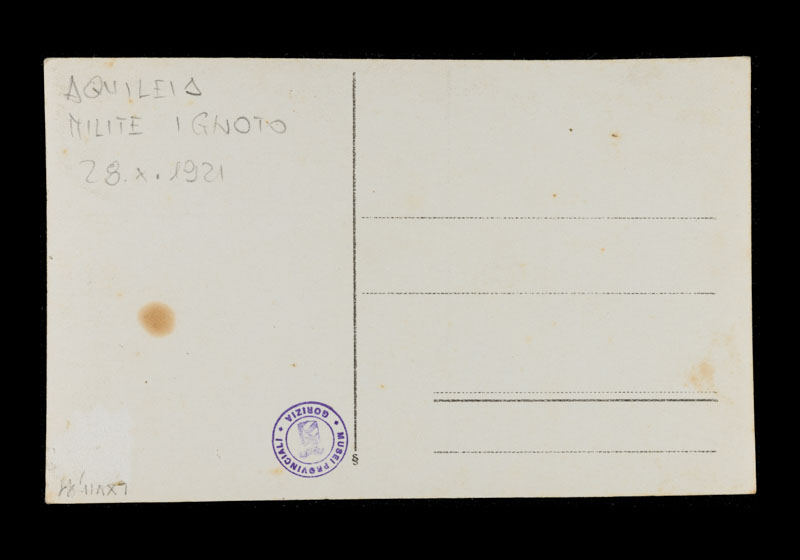 AQUILEIA
MILITE IGNOTO
28.X.1921
MUSEI PROVINCIALI
GORIZIA
§